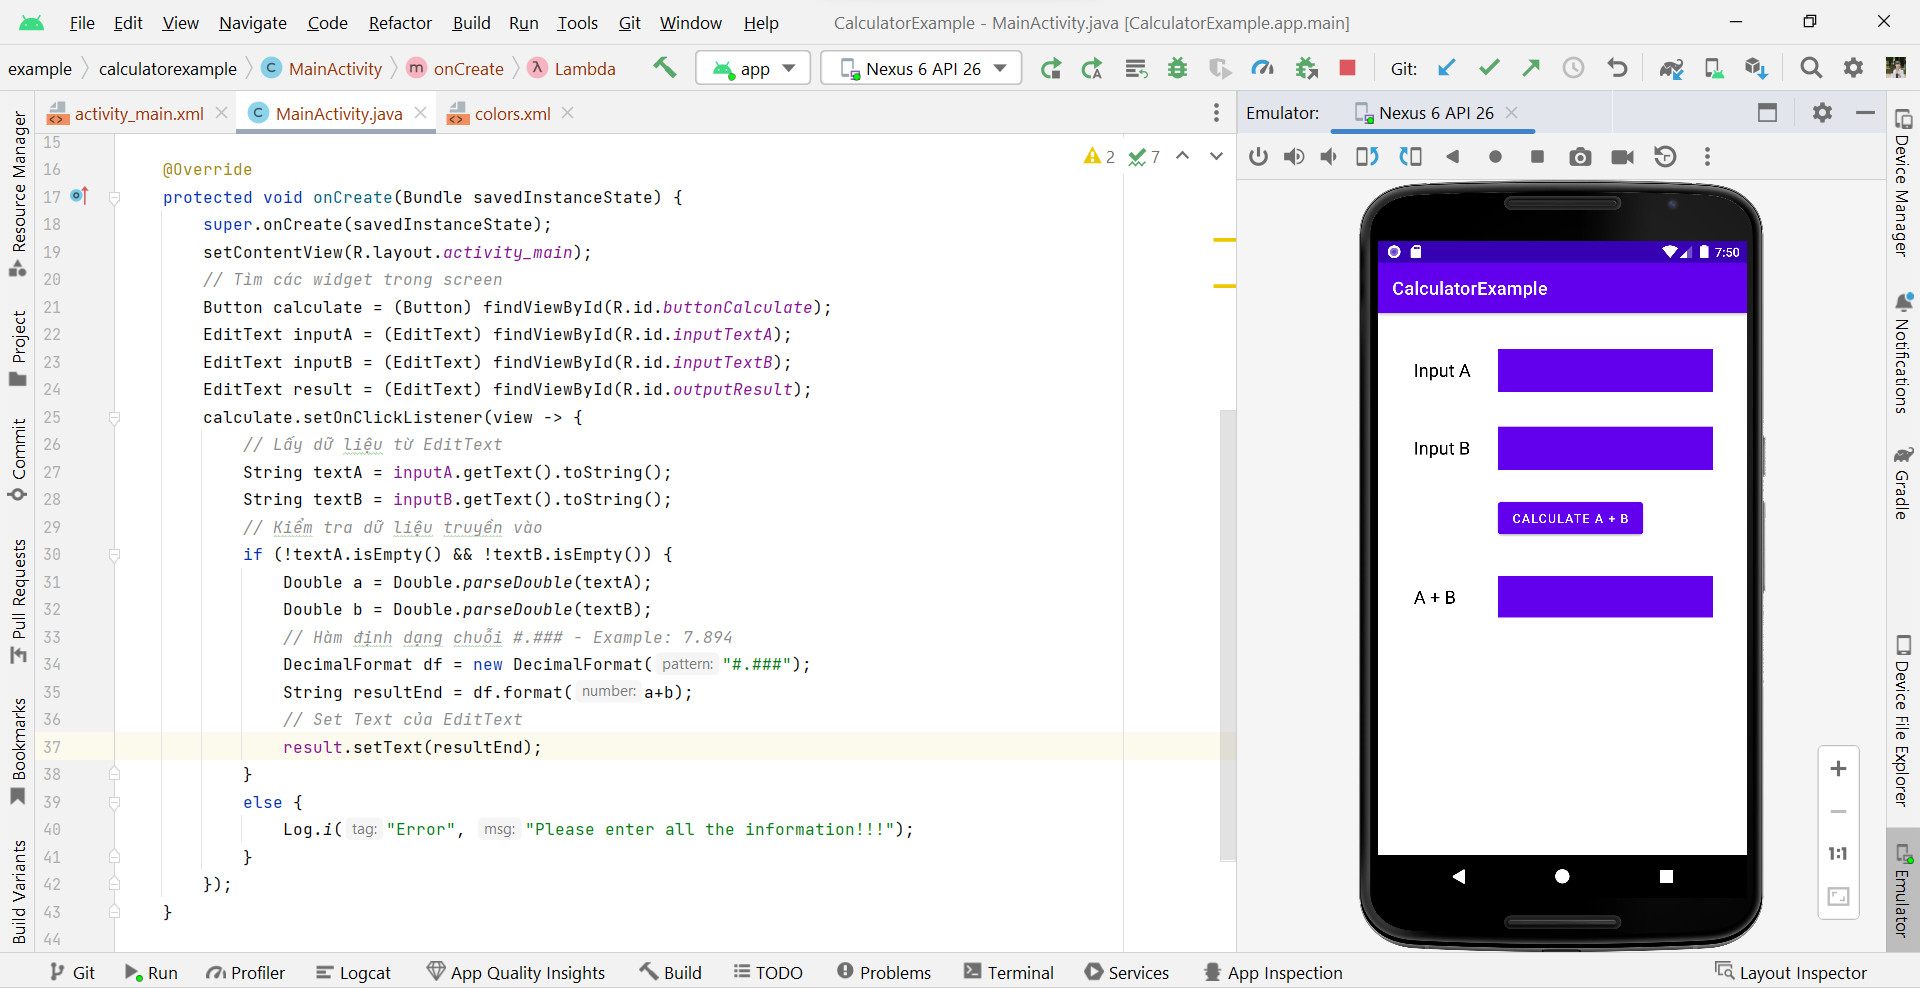 File Edit View Navigate Code Refactor Build Run Tools Git Window Help CalculatorExample - MainActivity.java [CalculatorExample.app.main]
example calculatorexample C MainActivity m onCreate λ Lambda app Nexus 6 API 26 Git:
activity_main.xml MainActivity.java colors.xml
Emulator: Nexus 6 API 26
2 7
15
16 @Override
17 protected void onCreate(Bundle savedInstanceState) {
18 super.onCreate(savedInstanceState);
19 setContentView(R.layout.activity_main);
20 // Tìm các widget trong screen
21 Button calculate = (Button) findViewById(R.id.buttonCalculate);
22 EditText inputA = (EditText) findViewById(R.id.inputTextA);
23 EditText inputB = (EditText) findViewById(R.id.inputTextB);
24 EditText result = (EditText) findViewById(R.id.outputResult);
25 calculate.setOnClickListener(view -> {
26 // Lấy dữ liệu từ EditText
27 String textA = inputA.getText().toString();
28 String textB = inputB.getText().toString();
29 // Kiểm tra dữ liệu truyền vào
30 if (!textA.isEmpty() && !textB.isEmpty()) {
31 Double a = Double.parseDouble(textA);
32 Double b = Double.parseDouble(textB);
33 // Hàm định dạng chuỗi #.### - Example: 7.894
34 DecimalFormat df = new DecimalFormat( pattern: "#.###");
35 String resultEnd = df.format( number: a+b);
36 // Set Text của EditText
37 result.setText(resultEnd);
38 }
39 else {
40 Log.i( tag: "Error", msg: "Please enter all the information!!!");
41 }
42 });
43 }
44
Resource Manager
Project
Commit
Pull Requests
Bookmarks
Build Variants
7:50
CalculatorExample
Input A
Input B
CALCULATE A + B
A + B
1:1
Device Manager
Notifications
Gradle
Device File Explorer
Emulator
Git Run Profiler Logcat App Quality Insights Build TODO Problems Terminal Services App Inspection Layout Inspector